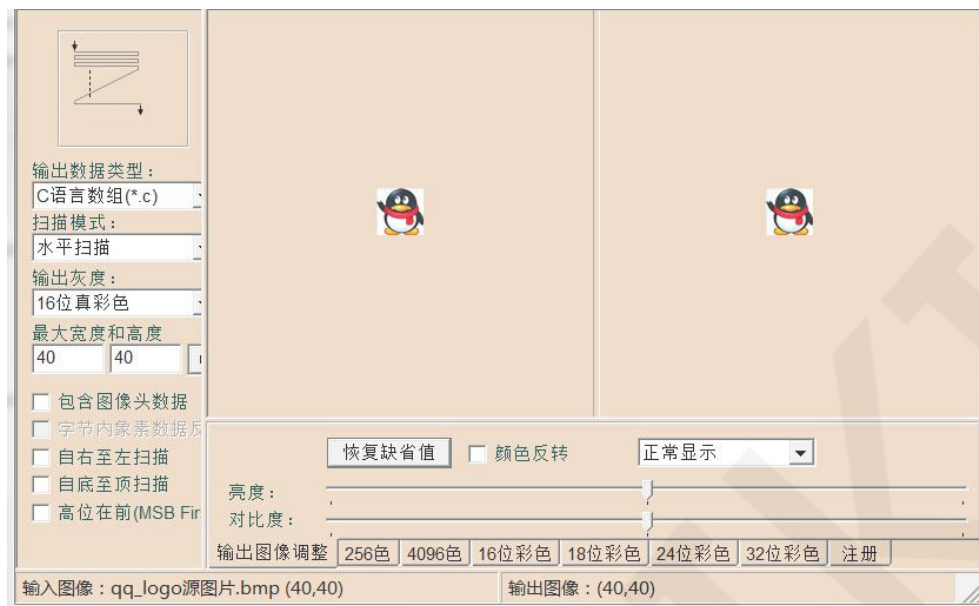 输出数据类型：
C语言数组(*.c)
扫描模式：
水平扫描
输出灰度：
16位真彩色
最大宽度和高度
40 40
包含图像头数据
字节内象素数据反
自右至左扫描
自底至顶扫描
高位在前(MSB Fir
恢复缺省值 颜色反转 正常显示
亮度：
对比度：
输出图像调整 256色 4096色 16位彩色 18位彩色 24位彩色 32位彩色 注册
输入图像：qq_logo源图片.bmp (40,40) 输出图像：(40,40)